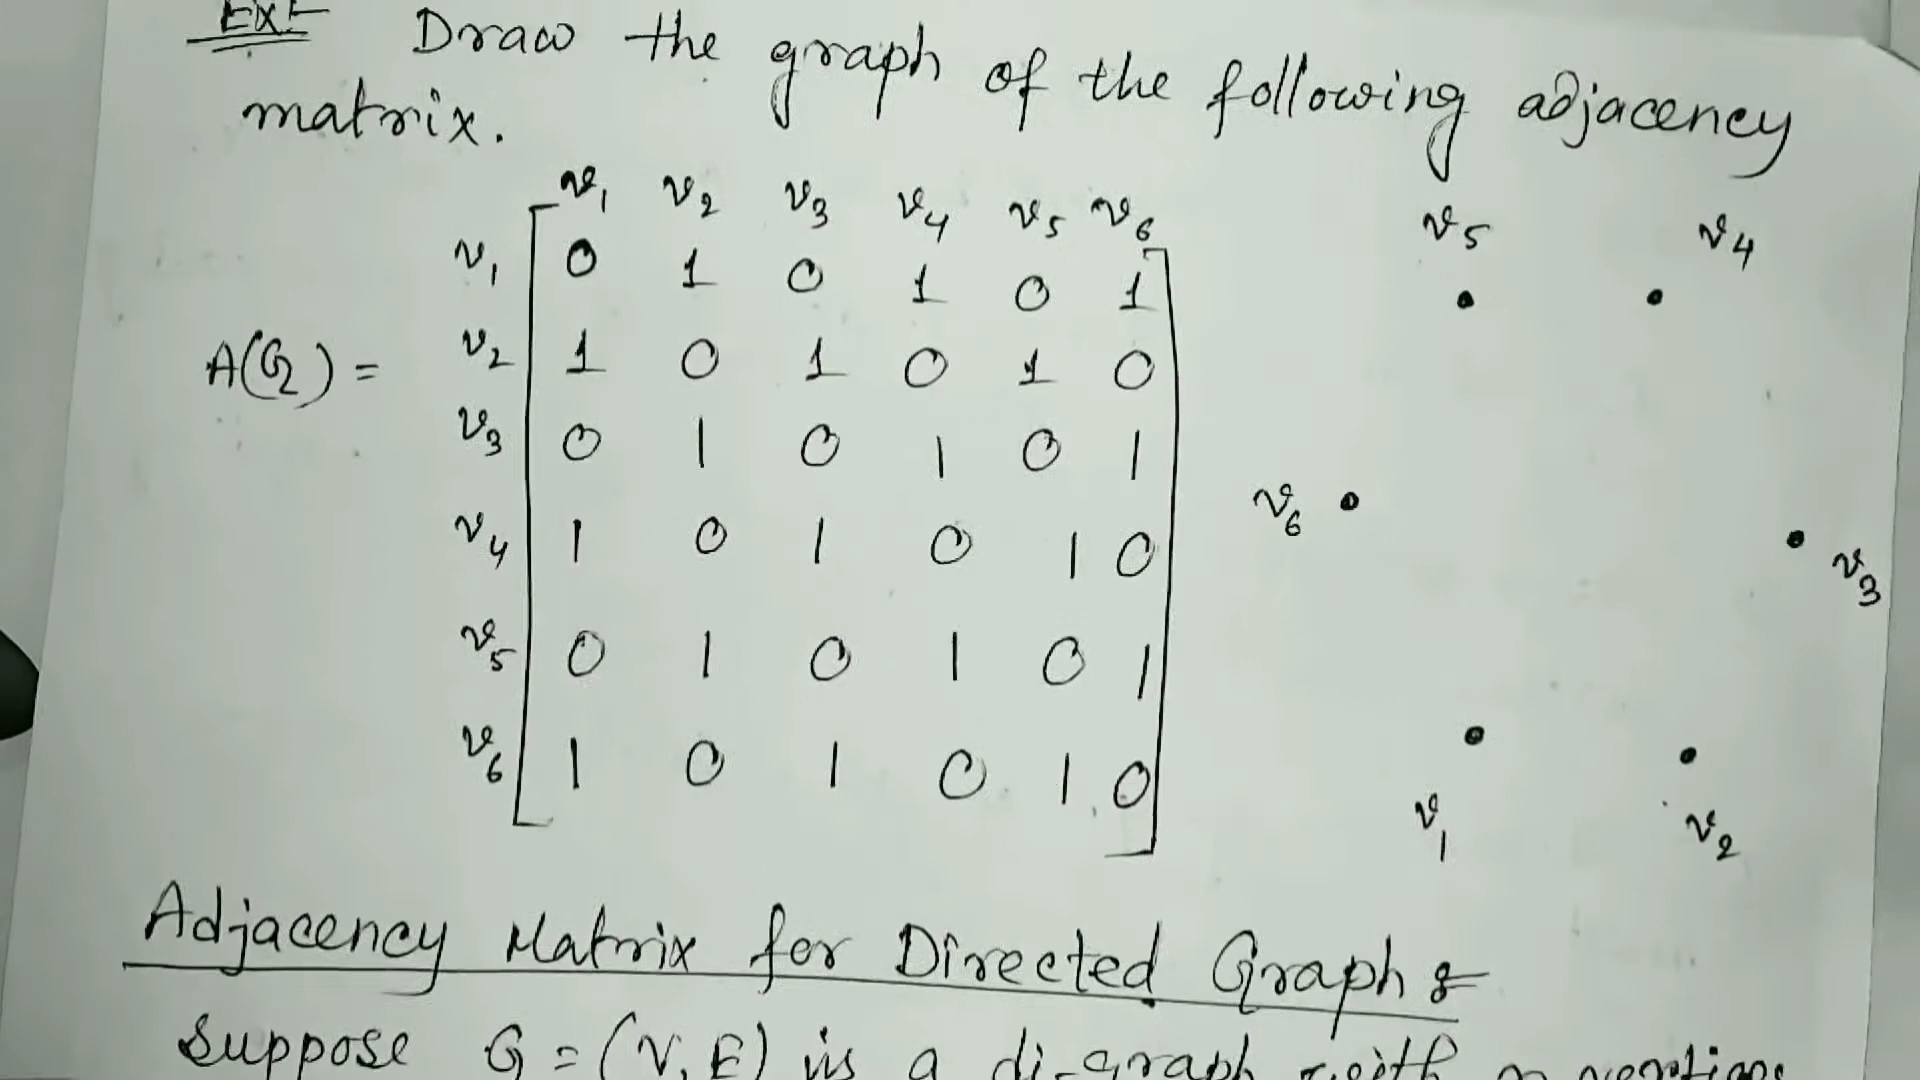 Ex:- Draw the graph of the following adjacency
matrix.
v1 v2 v3 v4 v5 v6
v1 0 1 0 1 0 1
v2 1 0 1 0 1 0
A(G) =
v3 0 1 0 1 0 1
v4 1 0 1 0 1 0
v5 0 1 0 1 0 1
v6 1 0 1 0 1 0
v5 v4
v6
v3
v1
v2
Adjacency Matrix for Directed Graph :-
Suppose G = (V, E) is a di-graph with n vertices